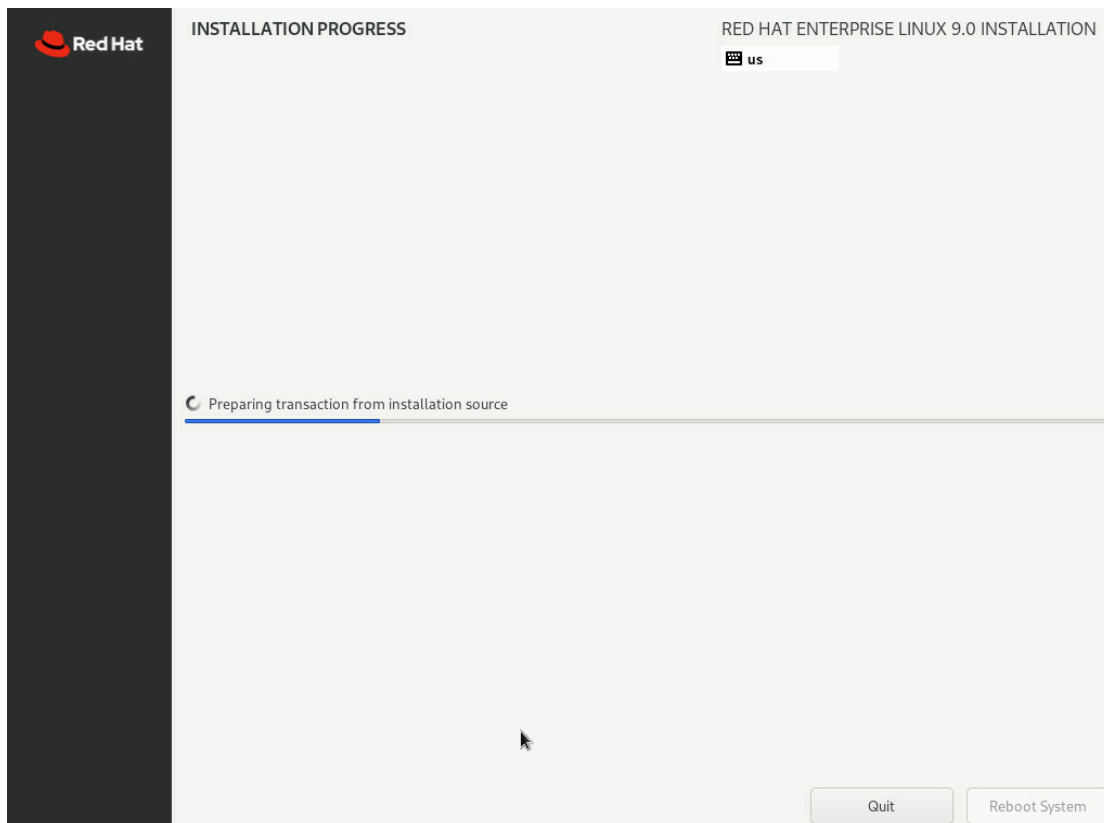 Red Hat
INSTALLATION PROGRESS
RED HAT ENTERPRISE LINUX 9.0 INSTALLATION
us
Preparing transaction from installation source
Quit
Reboot System